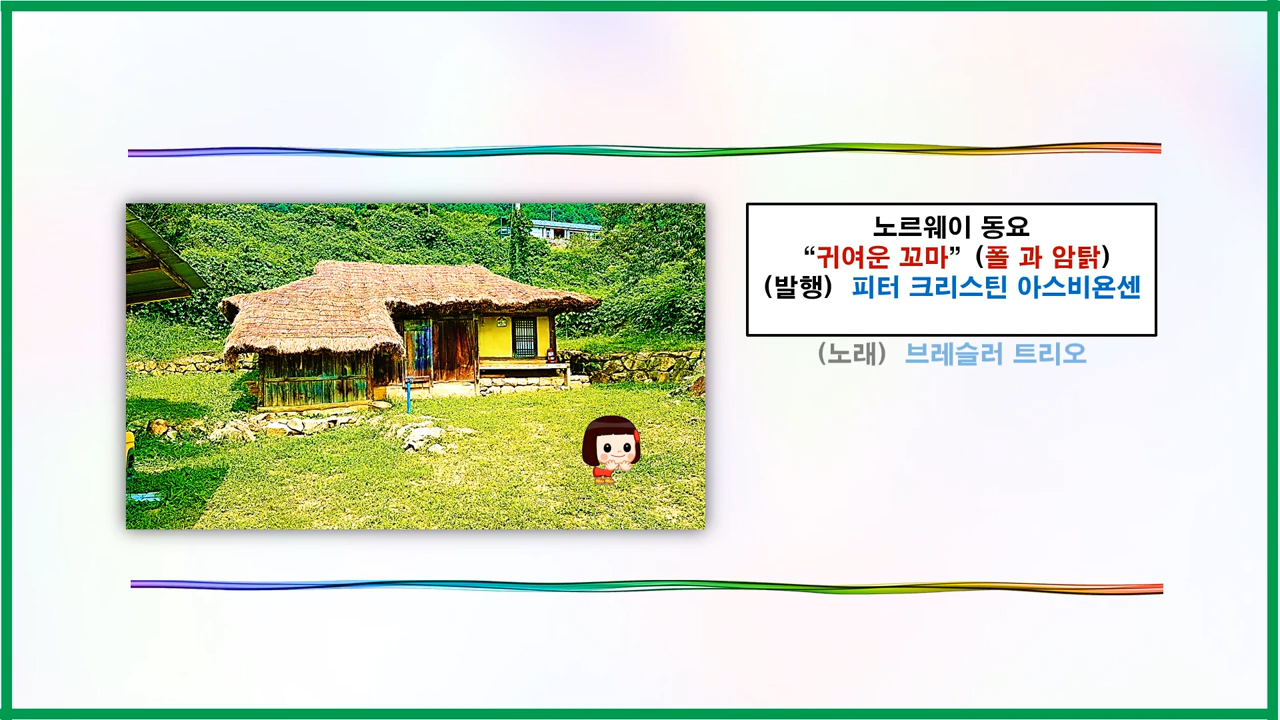 노르웨이 동요
“귀여운 꼬마” (폴 과 암탉)
(발행) 피터 크리스틴 아스비욘센
(노래) 브레슬러 트리오